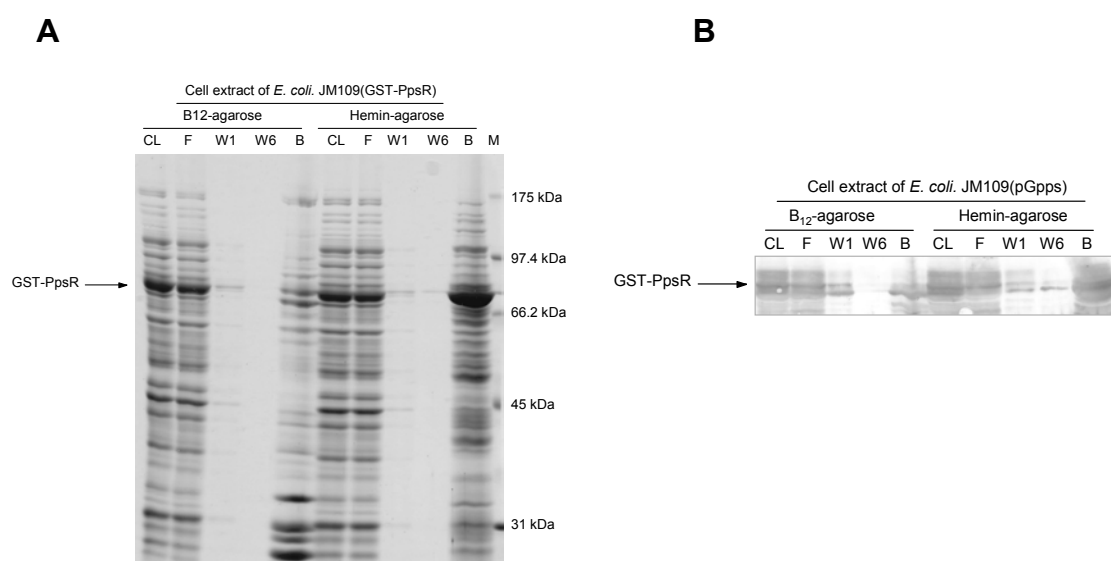 A
Cell extract of E. coli. JM109(GST-PpsR)
B12-agarose Hemin-agarose
CL F W1 W6 B CL F W1 W6 B M
175 kDa
97.4 kDa
GST-PpsR
66.2 kDa
45 kDa
31 kDa
B
Cell extract of E. coli. JM109(pGpps)
B₁₂-agarose Hemin-agarose
CL F W1 W6 B CL F W1 W6 B
GST-PpsR